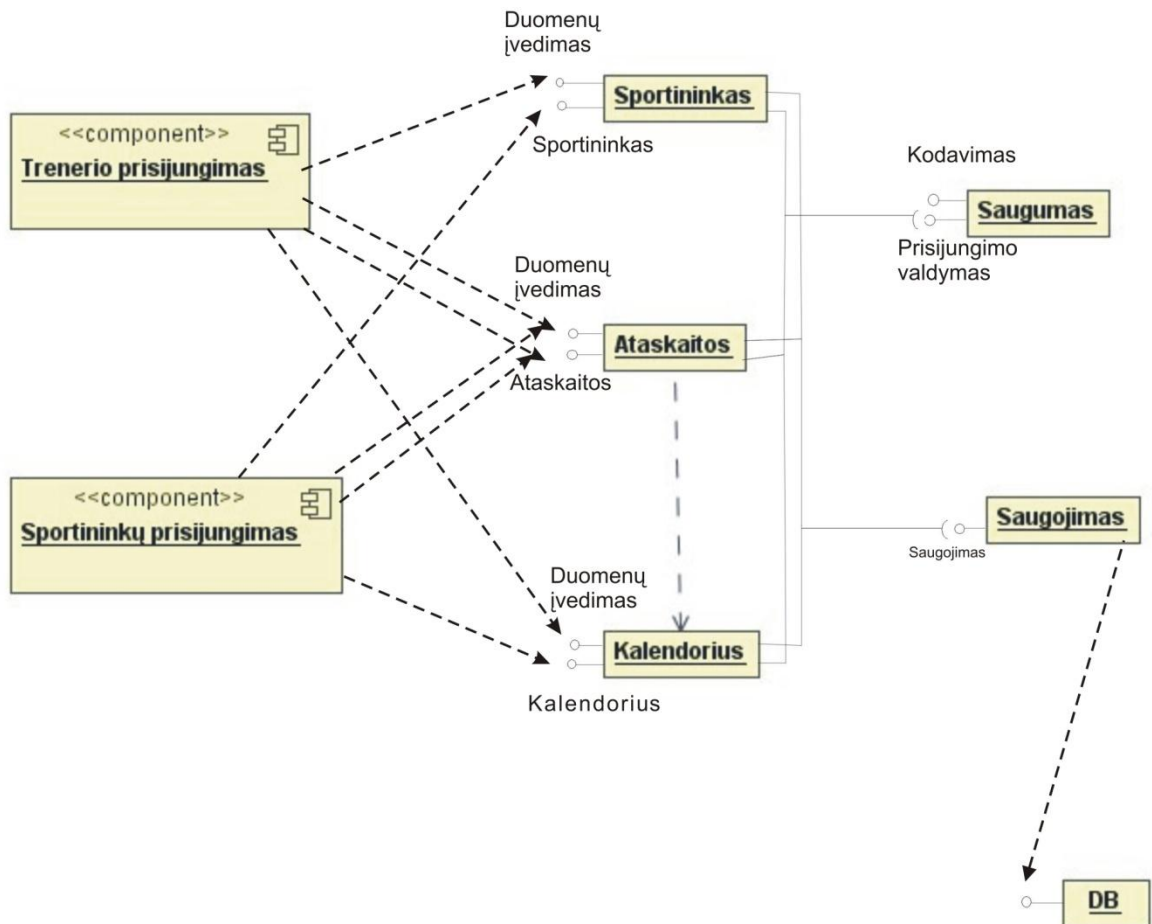 Duomenų
įvedimas
Sportininkas
Sportininkas
<<component>>
Trenerio prisijungimas
Kodavimas
Saugumas
Prisijungimo
valdymas
Duomenų
įvedimas
Ataskaitos
Ataskaitos
<<component>>
Sportininkų prisijungimas
Saugojimas
Saugojimas
Duomenų
įvedimas
Kalendorius
Kalendorius
DB